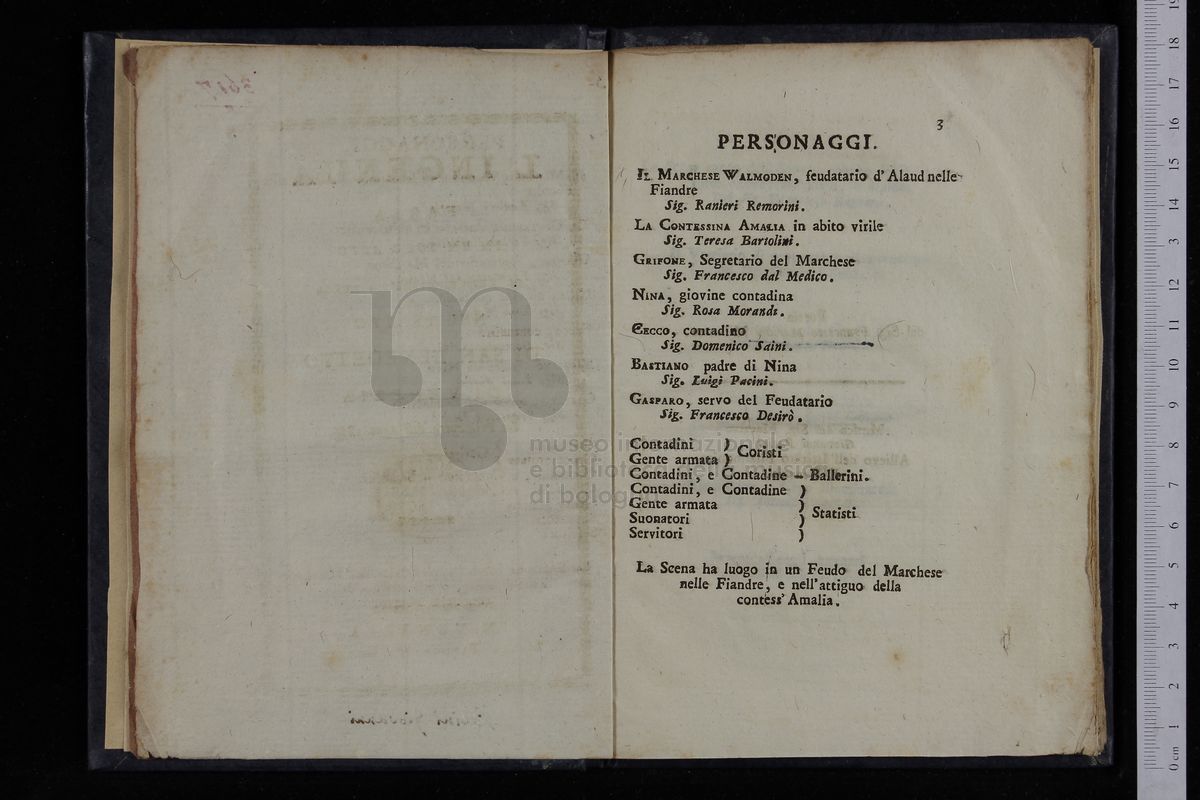 3
PERSONAGGI.
IL MARCHESE WALMODEN, feudatario d'Alaud nelle
Fiandre
Sig. Ranieri Remorini.
LA CONTESSINA AMALIA in abito virile
Sig. Teresa Bartolini.
GRIFONE, Segretario del Marchese
Sig. Francesco dal Medico.
NINA, giovine contadina
Sig. Rosa Morandi.
CECCO, contadino
Sig. Domenico Saini.
BASTIANO padre di Nina
Sig. Luigi Pacini.
GASPARO, servo del Feudatario
Sig. Francesco Desirò.
Contadini )
Gente armata ) Coristi
Contadini, e Contadine - Ballerini.
Contadini, e Contadine )
Gente armata
Suonatori ) Statisti
Servitori )
La Scena ha luogo in un Feudo del Marchese
nelle Fiandre, e nell'attiguo della
contess' Amalia.
museo internazionale
e biblioteca della musica
di bologna